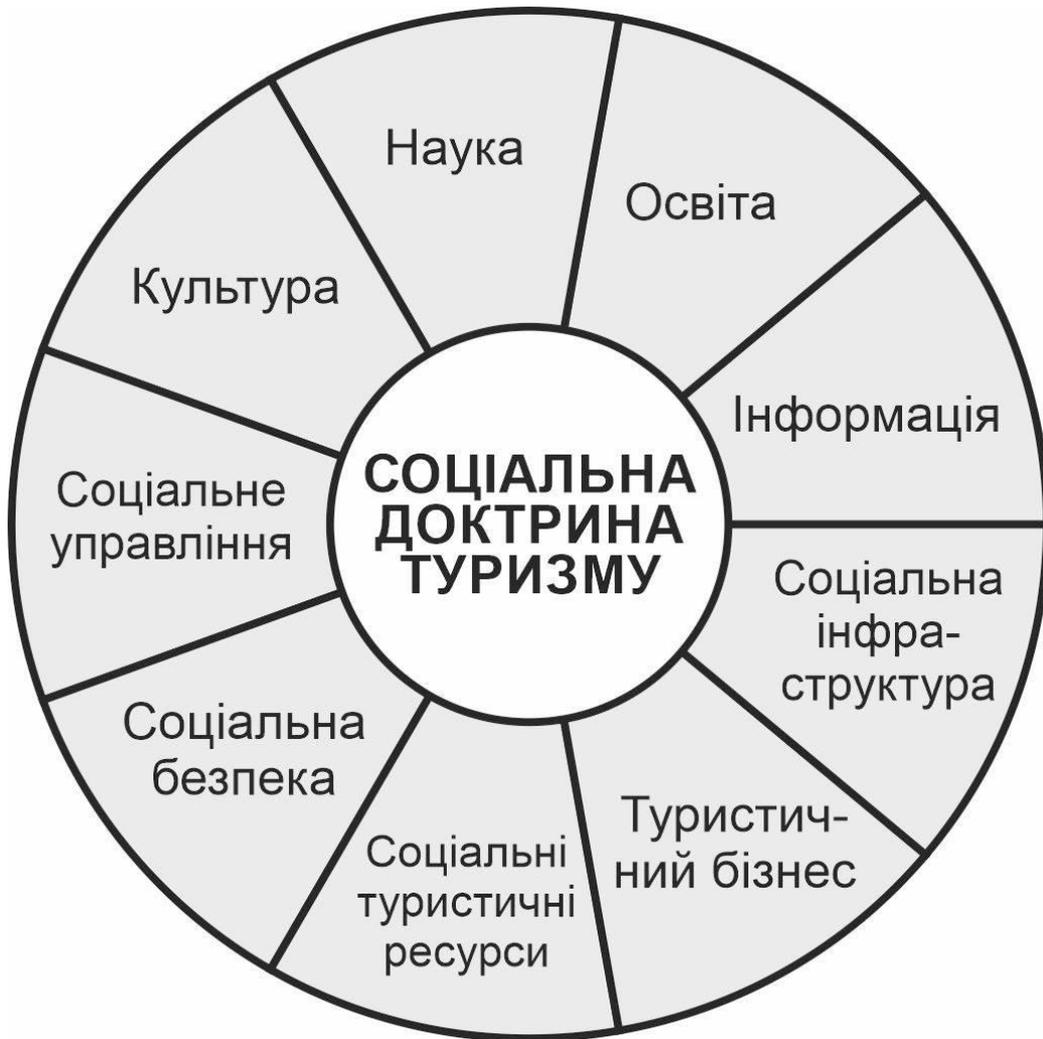 Наука
Освіта
Інформація
Соціальна
інфра-
структура
Туристич-
ний бізнес
Соціальні
туристичні
ресурси
Соціальна
безпека
Соціальне
управління
Культура
СОЦІАЛЬНА
ДОКТРИНА
ТУРИЗМУ